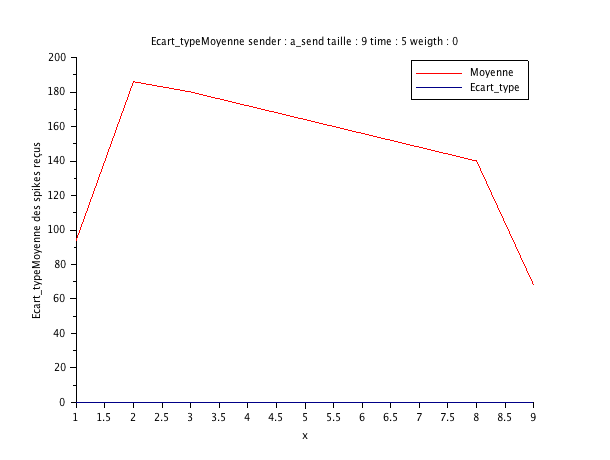 Ecart_typeMoyenne sender : a_send taille : 9 time : 5 weigth : 0
Moyenne
Ecart_type
Ecart_typeMoyenne des spikes reçus
200
180
160
140
120
100
80
60
40
20
0
1 1.5 2 2.5 3 3.5 4 4.5 5 5.5 6 6.5 7 7.5 8 8.5 9
x